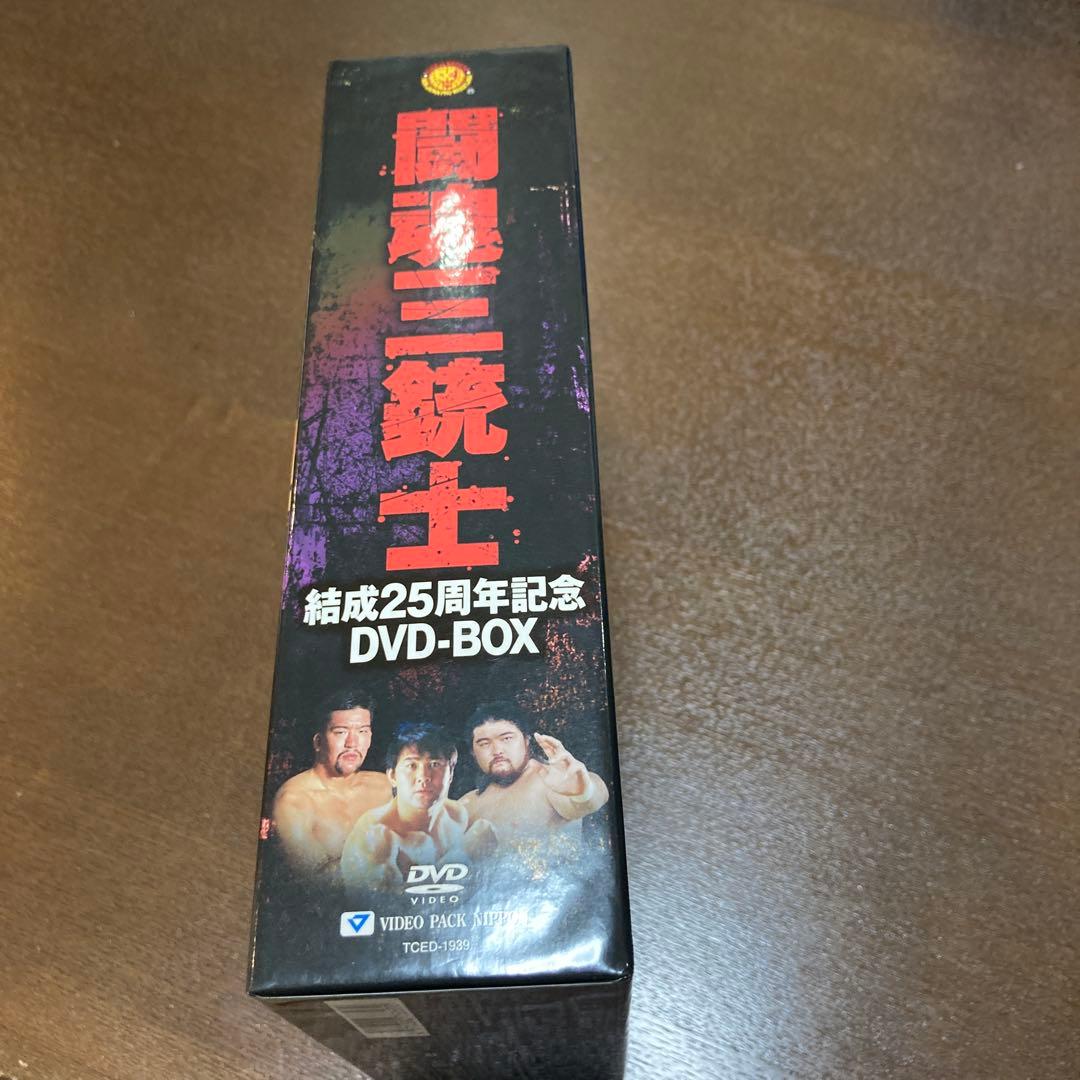 闘魂三銃士
結成25周年記念
DVD-BOX
DVD
VIDEO
VIDEO PACK NIPPON
TCED-1939